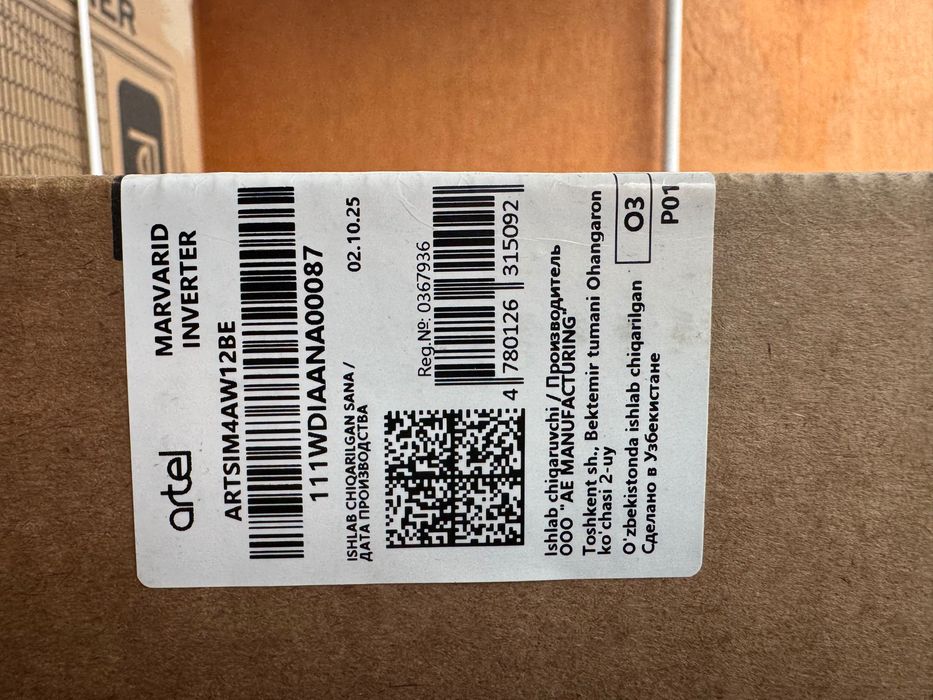 artel
MARVARID
INVERTER
ARTSIM4AW12BE
111WDIAANA00087
ISHLAB CHIQARILGAN SANA /
ДАТА ПРОИЗВОДСТВА
02.10.25
Reg.№: 0367936
4 780126 315092
Ishlab chiqaruvchi / Производитель
ООО "AE MANUFACTURING"
Toshkent sh., Bektemir tumani Ohangaron
ko'chasi 2-uy
O'zbekistonda ishlab chiqarilgan
Сделано в Узбекистане
O3
P01